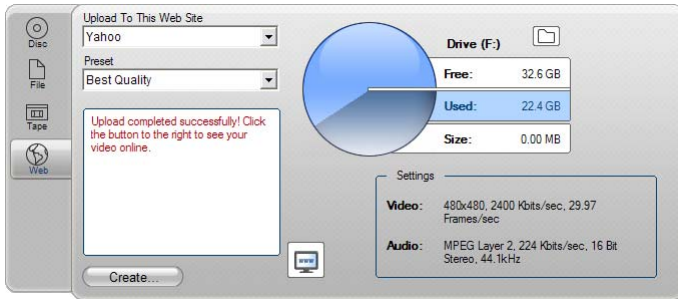 Disc
File
Tape
Web
Upload To This Web Site
Yahoo
Preset
Best Quality
Upload completed successfully! Click
the button to the right to see your
video online.
Create...
Drive (F:)
Free: 32.6 GB
Used: 22.4 GB
Size: 0.00 MB
Settings
Video: 480x480, 2400 Kbits/sec, 29.97
Frames/sec
Audio: MPEG Layer 2, 224 Kbits/sec, 16 Bit
Stereo, 44.1kHz